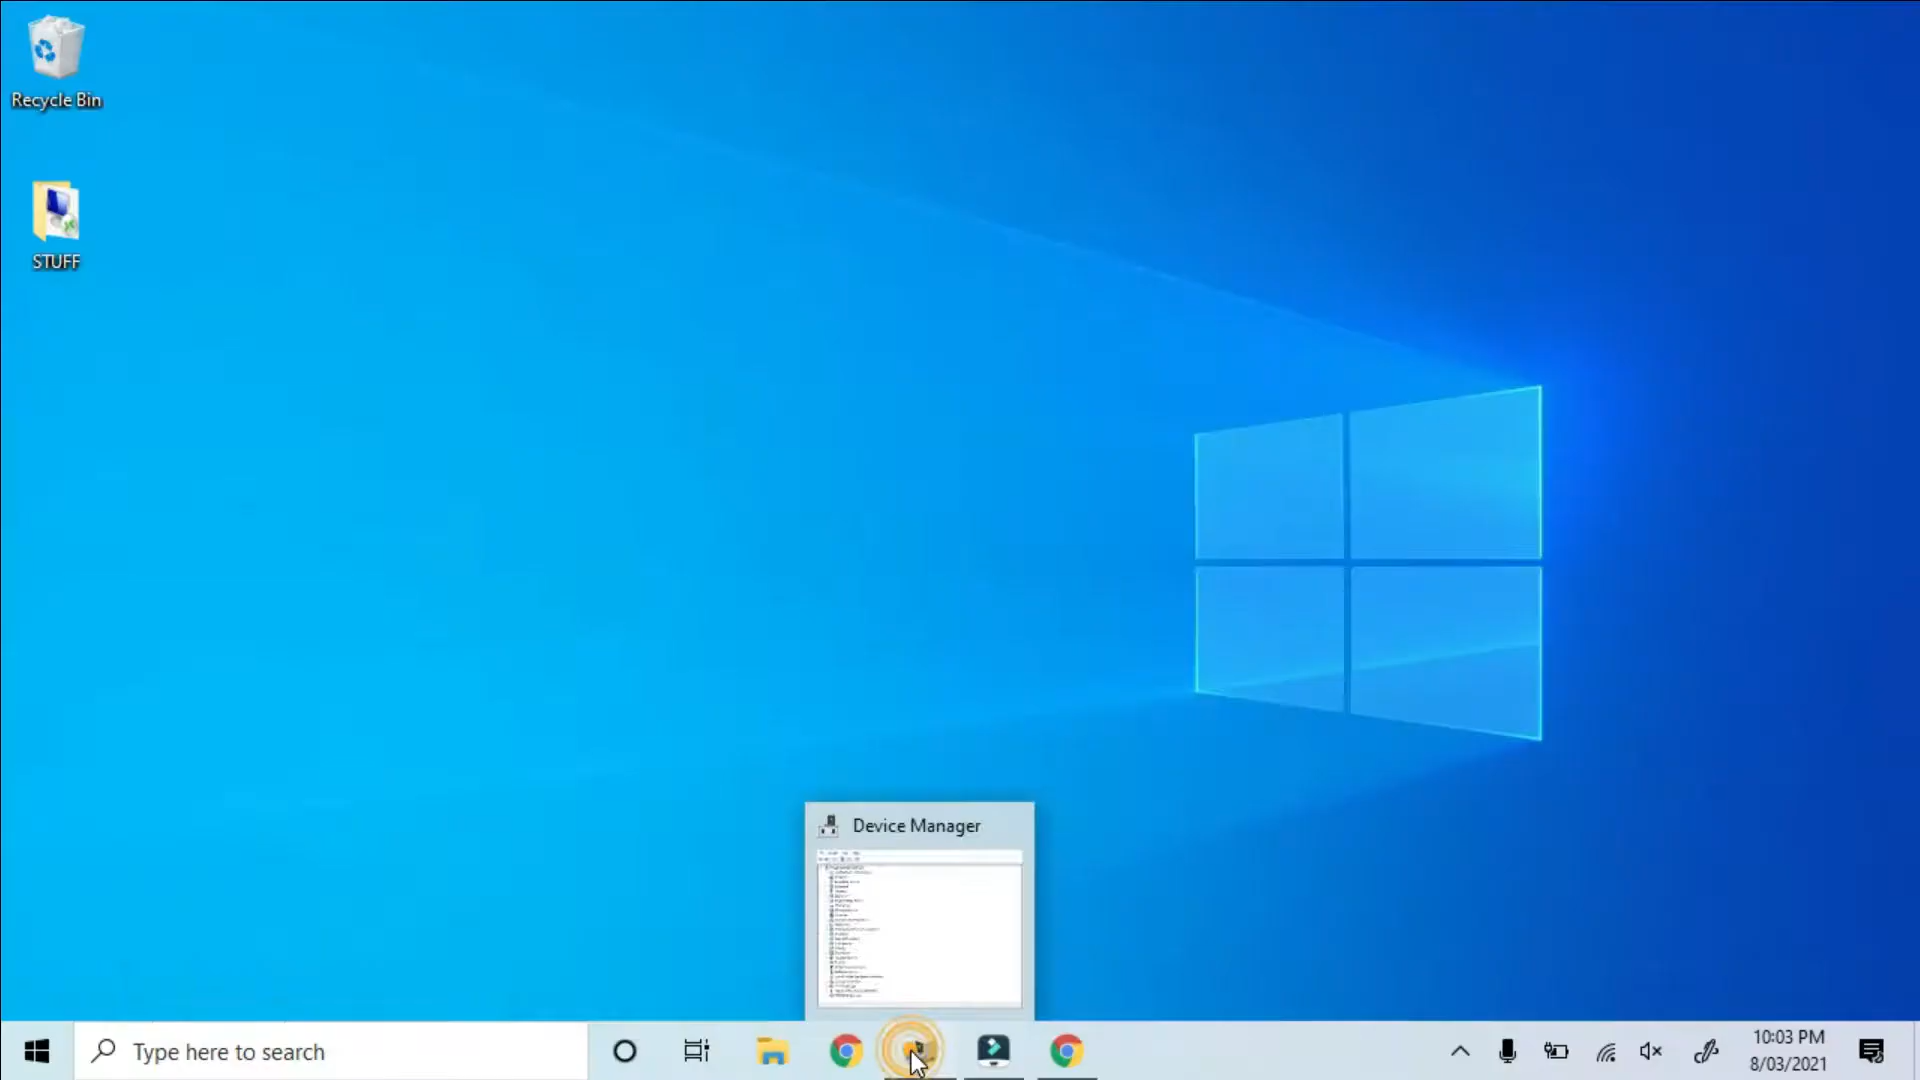 Recycle Bin
STUFF
Device Manager
Type here to search
10:03 PM
8/03/2021